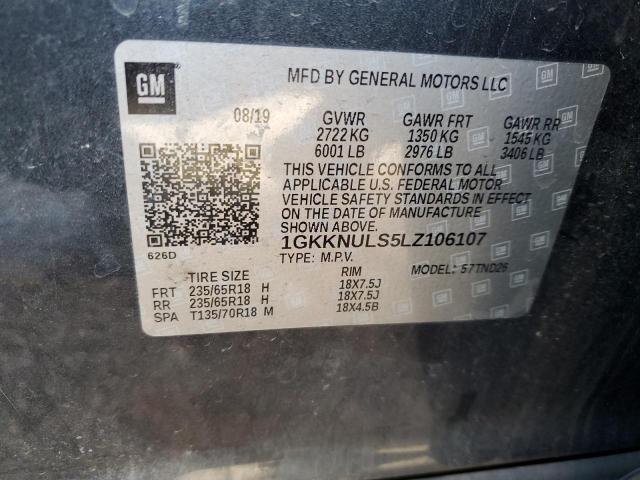 GM
MFD BY GENERAL MOTORS LLC
08/19 GVWR GAWR FRT GAWR RR
2722 KG 1350 KG 1545 KG
6001 LB 2976 LB 3406 LB
THIS VEHICLE CONFORMS TO ALL
APPLICABLE U.S. FEDERAL MOTOR
VEHICLE SAFETY STANDARDS IN EFFECT
ON THE DATE OF MANUFACTURE SHOWN ABOVE
1GKKNULS5LZ106107
626D TYPE: M.P.V. MODEL: 57TND26
TIRE SIZE RIM
FRT 235/65R18 H 18X7.5J
RR 235/65R18 H 18X7.5J
SPA T135/70R18 M 18X4.5B